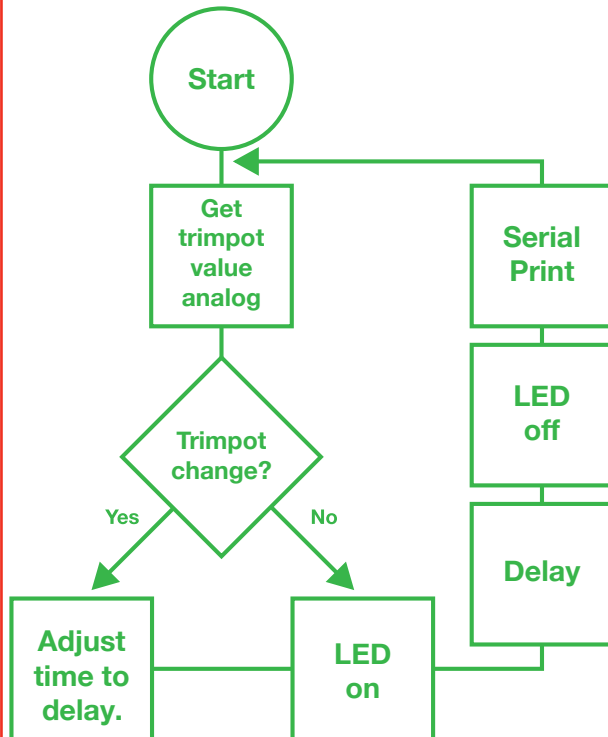 Start
Get
trimpot
value
analog
Trimpot
change?
Yes
No
Adjust
time to
delay.
LED
on
Delay
LED
off
Serial
Print